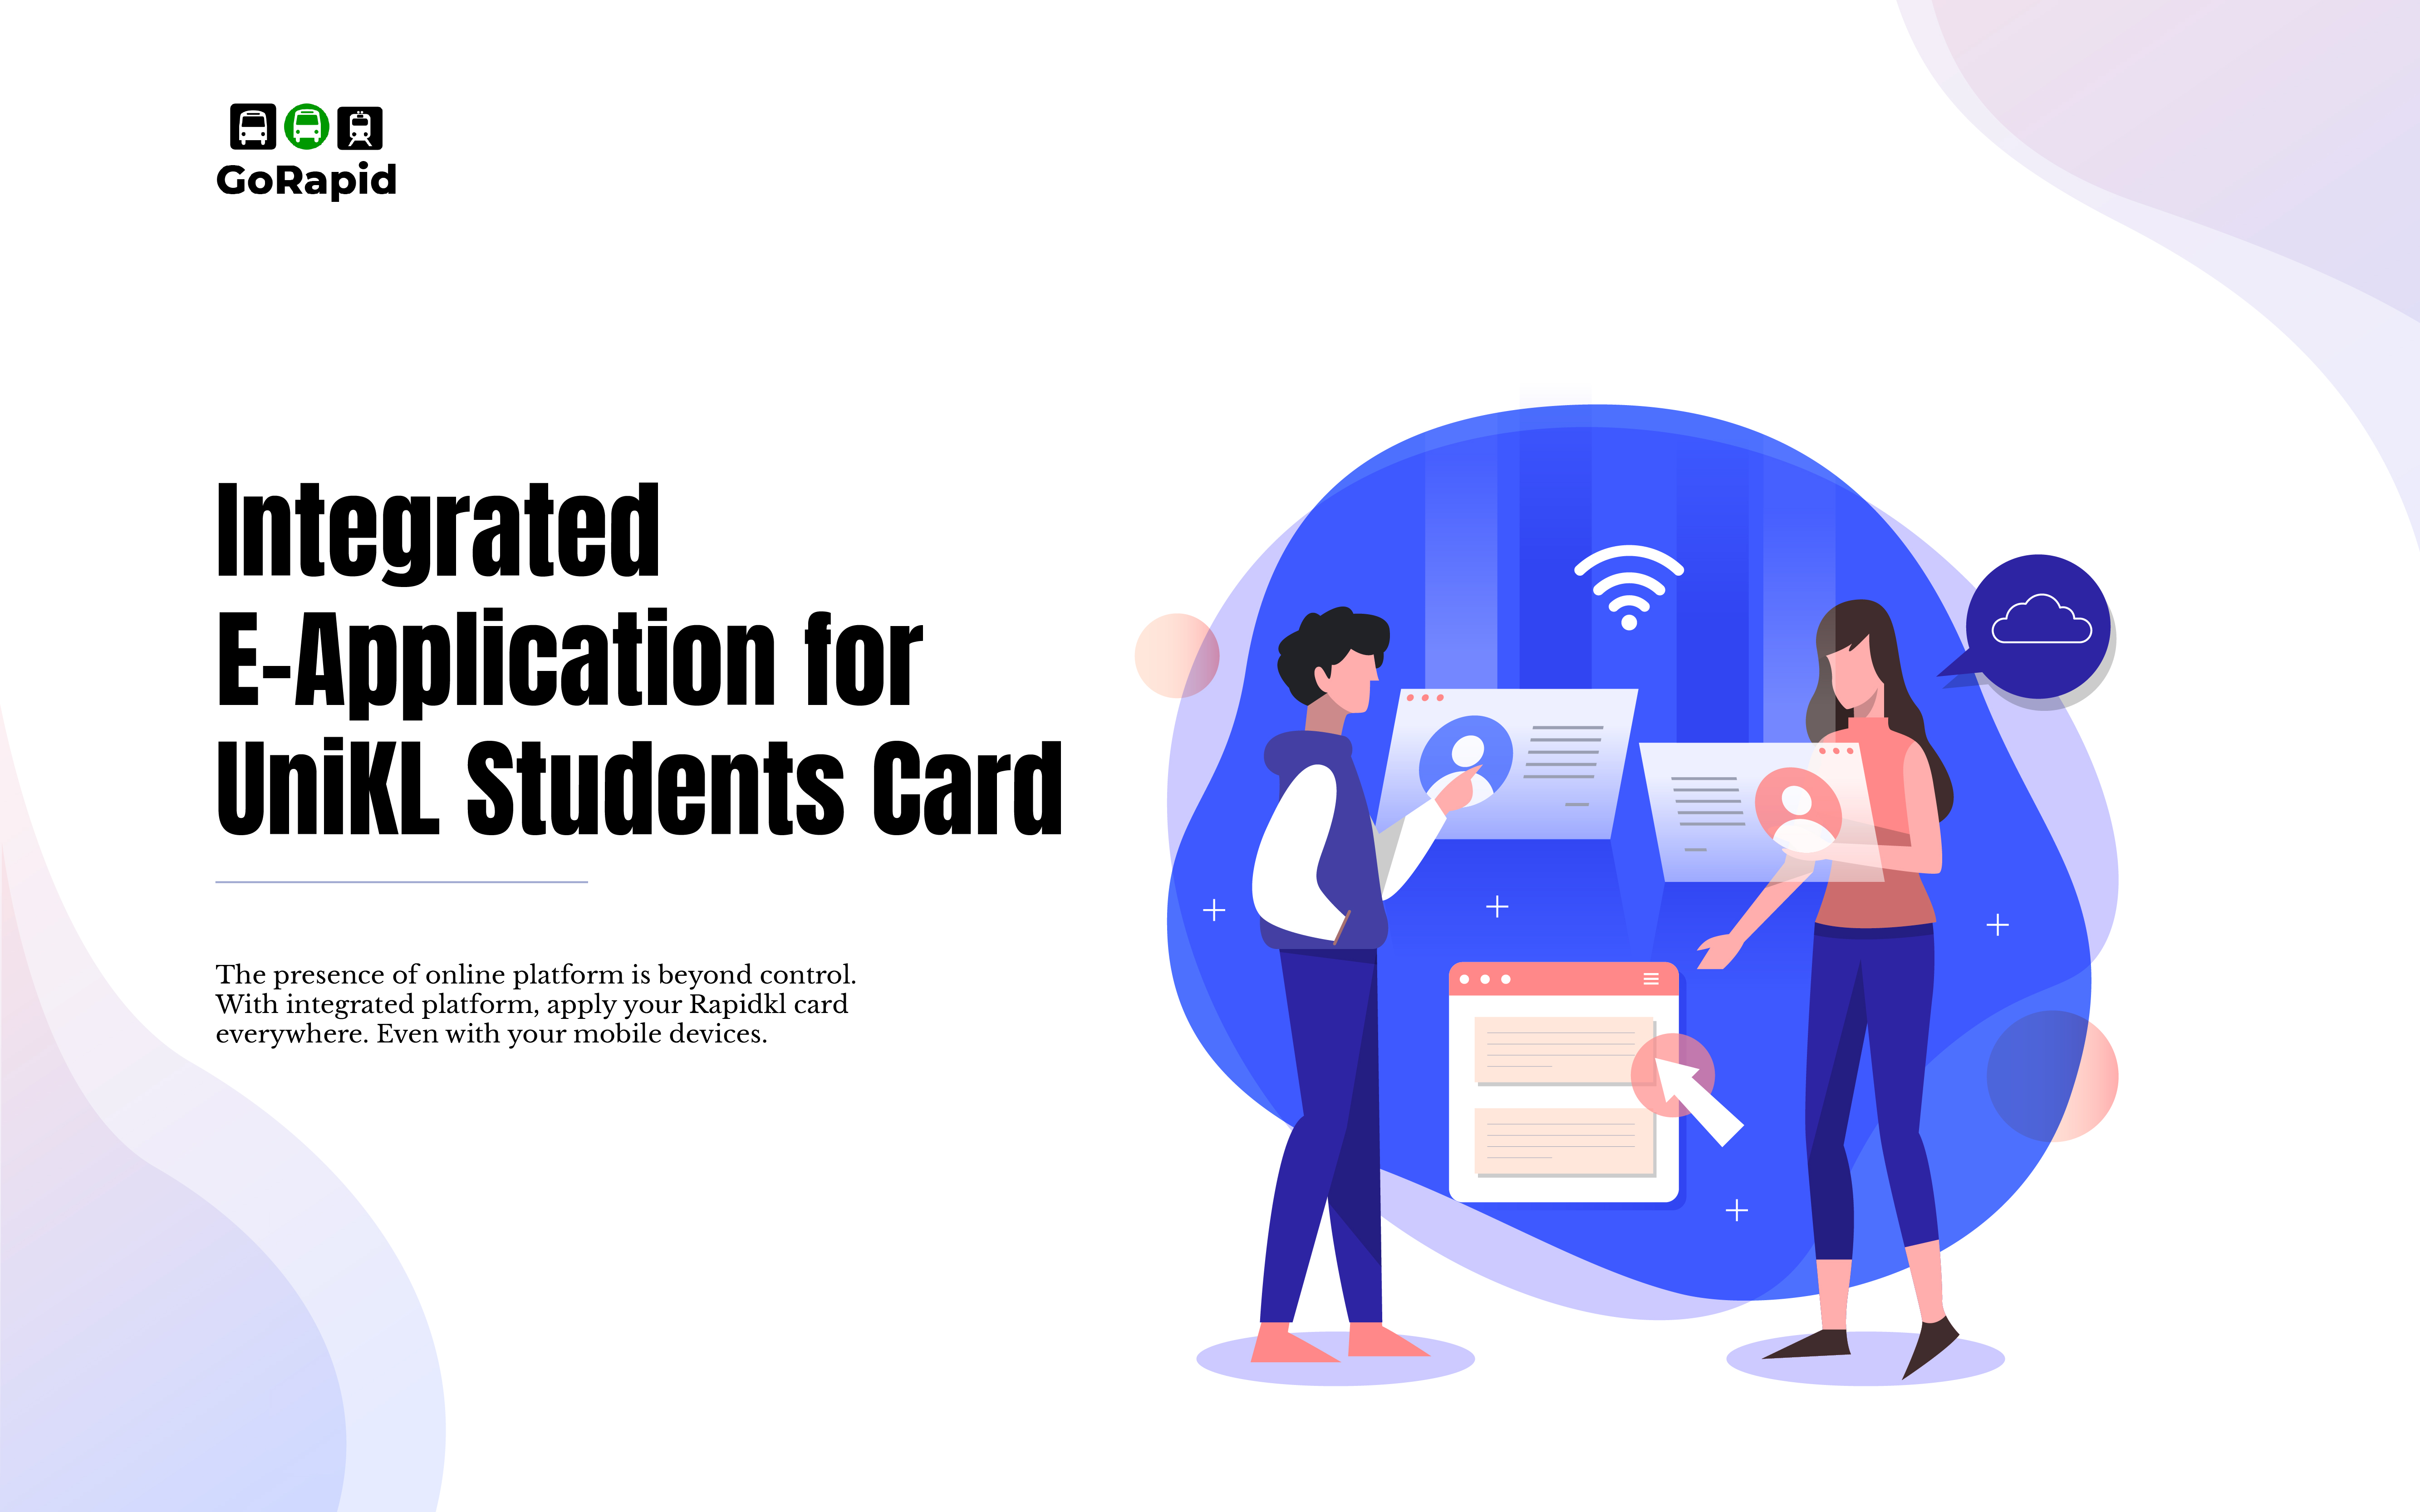 GoRapid
Integrated
E-Application for
UniKL Students Card
The presence of online platform is beyond control.
With integrated platform, apply your Rapidkl card
everywhere. Even with your mobile devices.